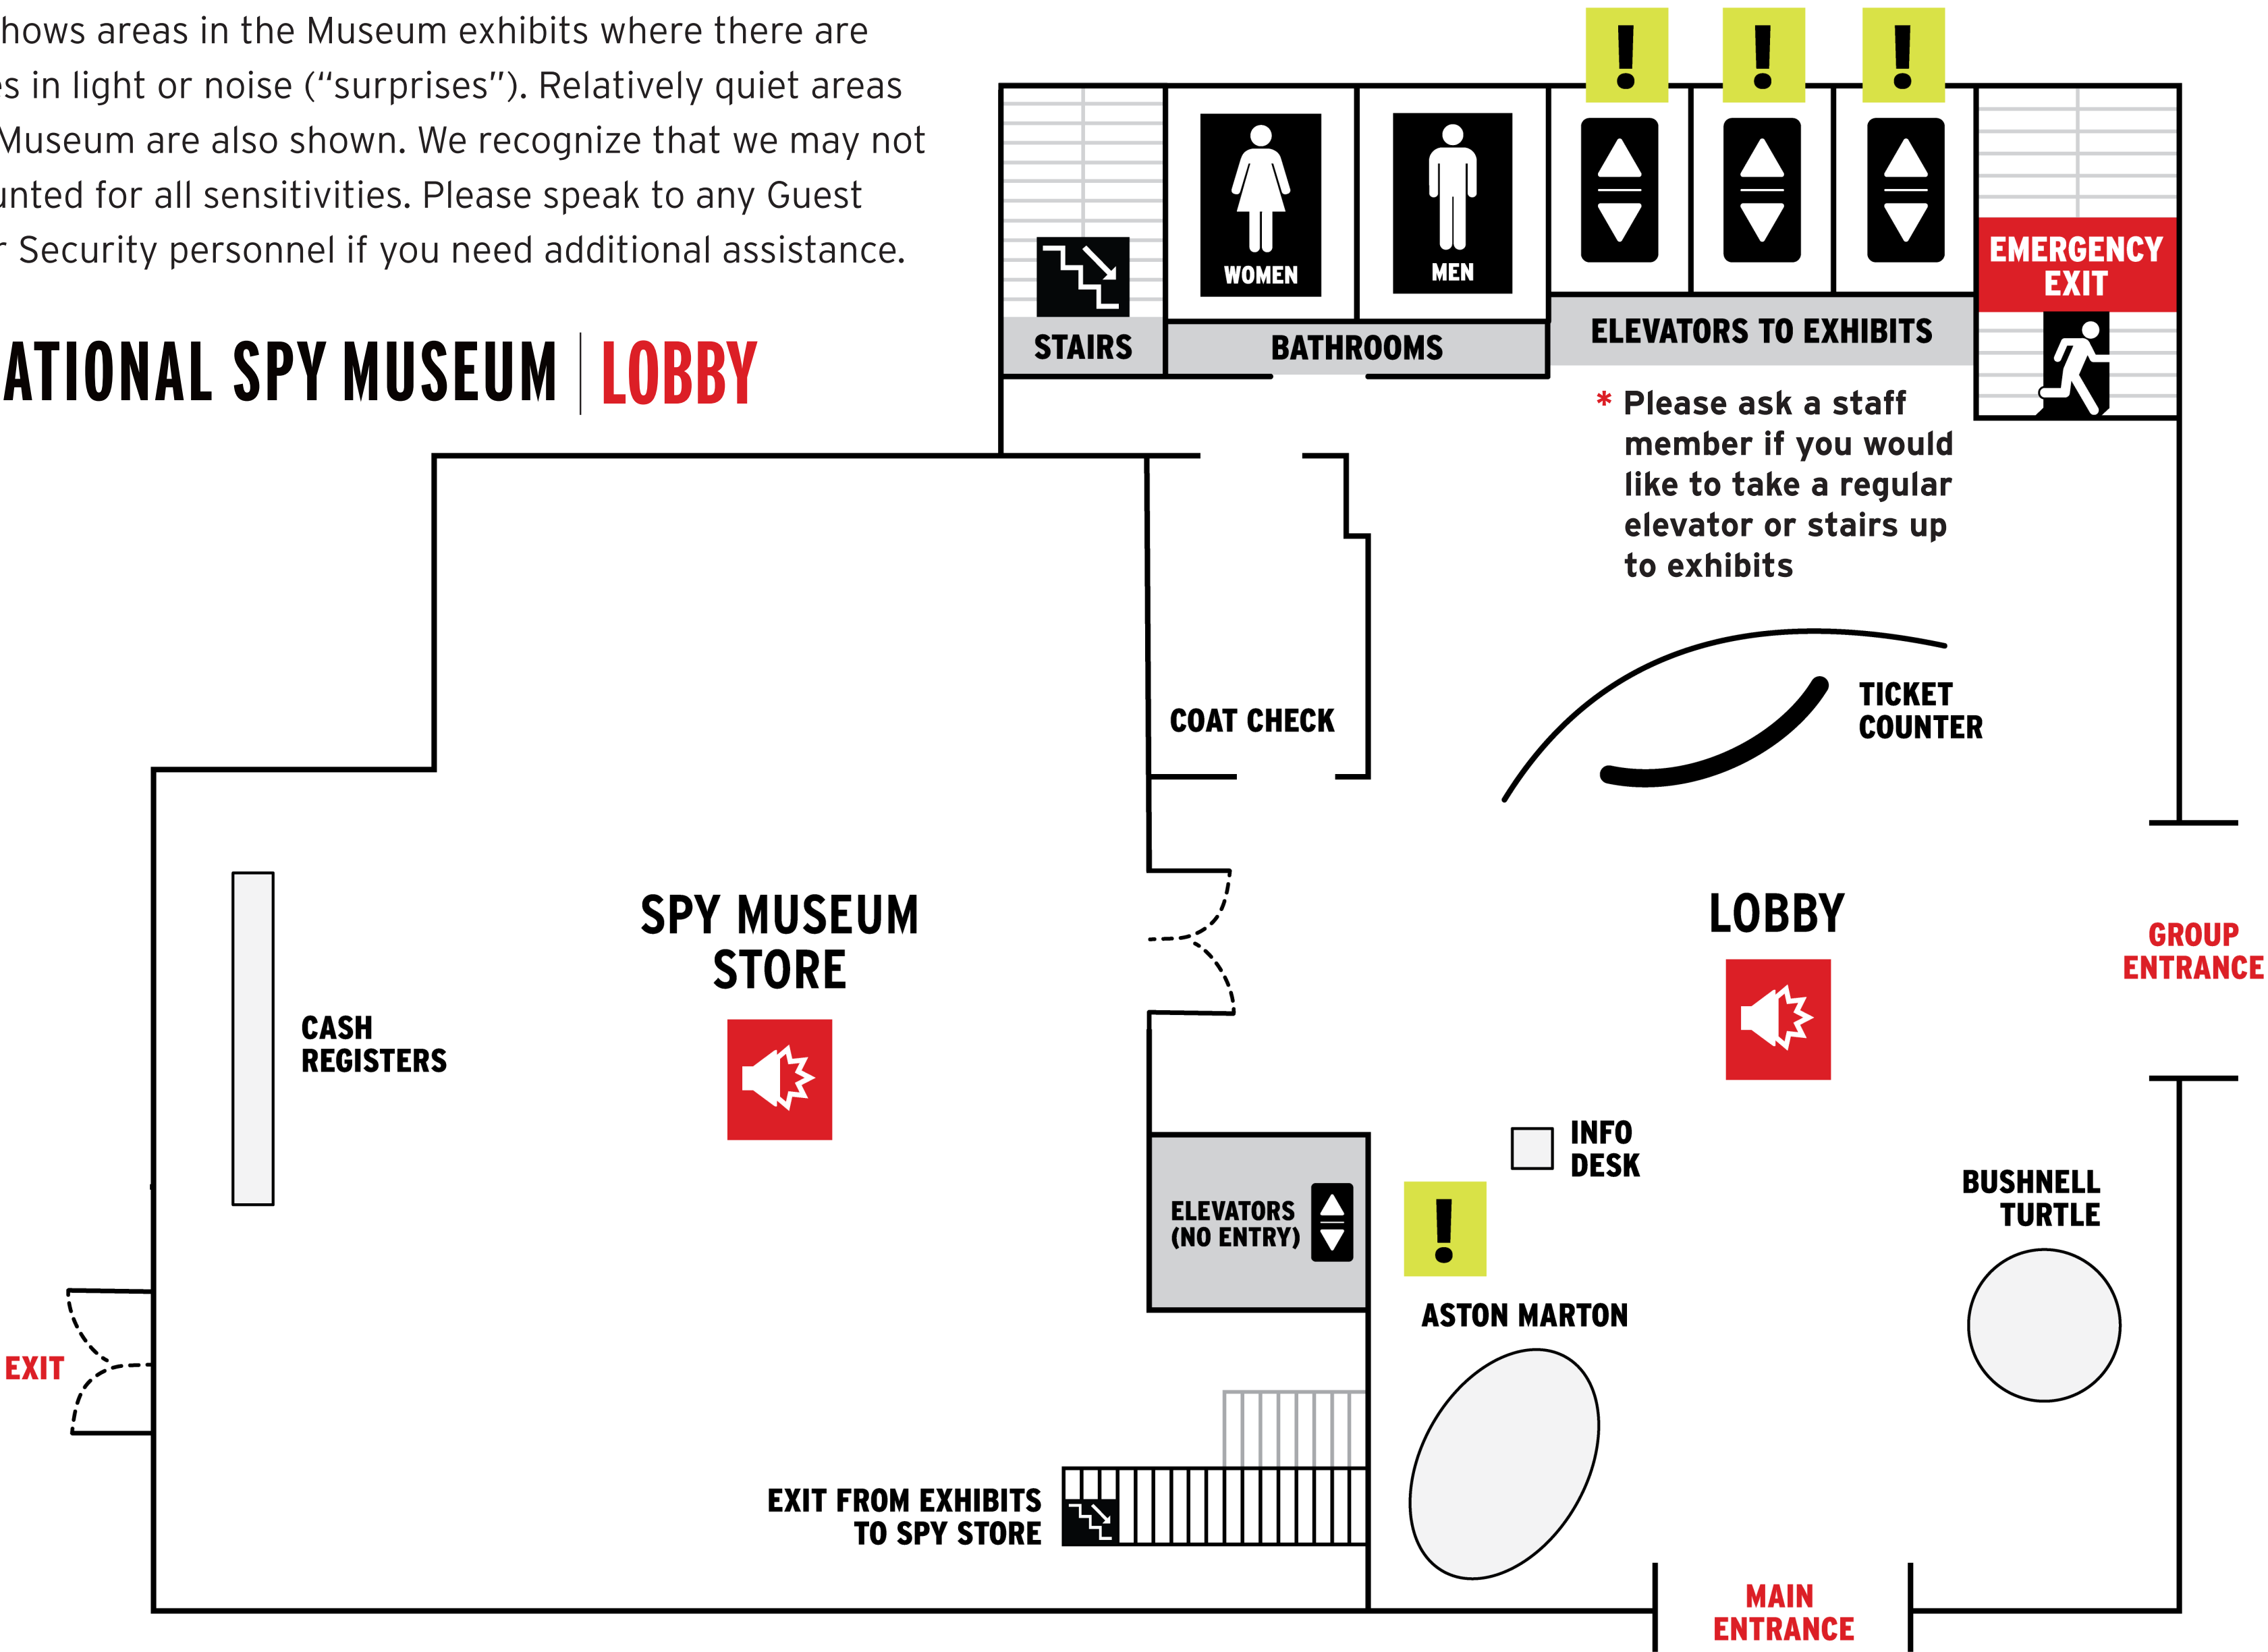 hows areas in the Museum exhibits where there are
es in light or noise (“surprises”). Relatively quiet areas
Museum are also shown. We recognize that we may not
unted for all sensitivities. Please speak to any Guest
r Security personnel if you need additional assistance.
ATIONAL SPY MUSEUM | LOBBY
!
!
!
WOMEN
MEN
EMERGENCY
EXIT
STAIRS
BATHROOMS
ELEVATORS TO EXHIBITS
* Please ask a staff
member if you would
like to take a regular
elevator or stairs up
to exhibits
COAT CHECK
TICKET
COUNTER
SPY MUSEUM
STORE
LOBBY
GROUP
ENTRANCE
CASH
REGISTERS
INFO
DESK
BUSHNELL
TURTLE
ELEVATORS
(NO ENTRY)
!
ASTON MARTON
EXIT
EXIT FROM EXHIBITS
TO SPY STORE
MAIN
ENTRANCE